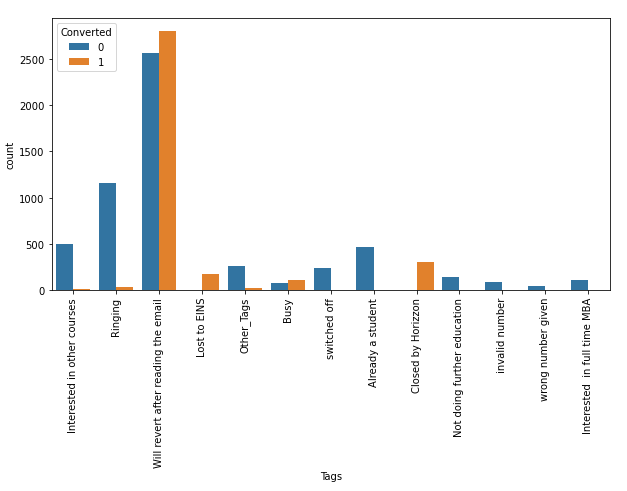 Converted
0
1
2500
2000
1500
1000
500
0
count
Interested in other courses
Ringing
Will revert after reading the email
Lost to EINS
Other_Tags
Busy
switched off
Already a student
Closed by Horizzon
Not doing further education
invalid number
wrong number given
Interested  in full time MBA
Tags